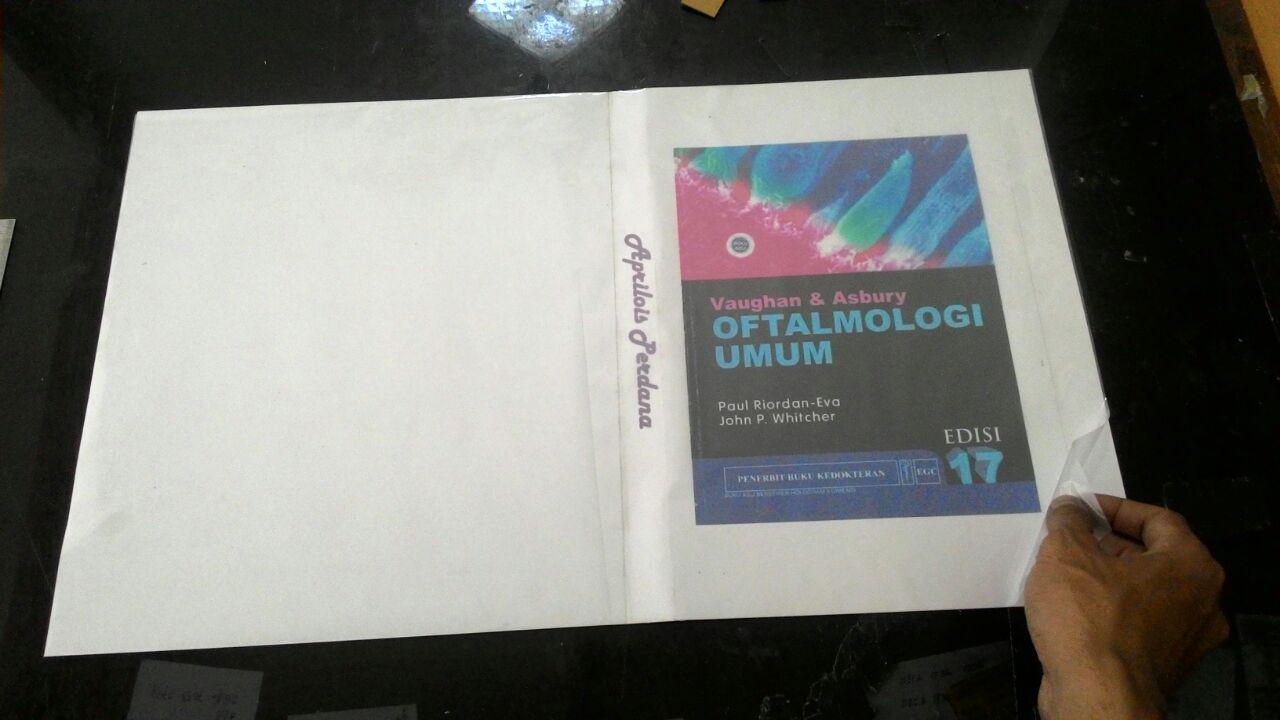 Aprilois Perdana
Vaughan & Asbury
OFTALMOLOGI
UMUM
Paul Riordan-Eva
John P. Whitcher
EDISI
17
PENERBIT BUKU KEDOKTERAN
EGC